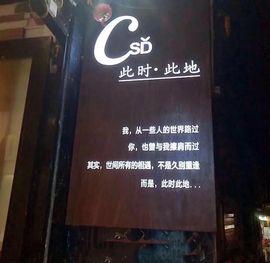 CSĎ
此时·此地
我，从一些人的世界路过
你，也曾与我擦肩而过
其实，世间所有的相遇，不是久别重逢
而是，此时此地...